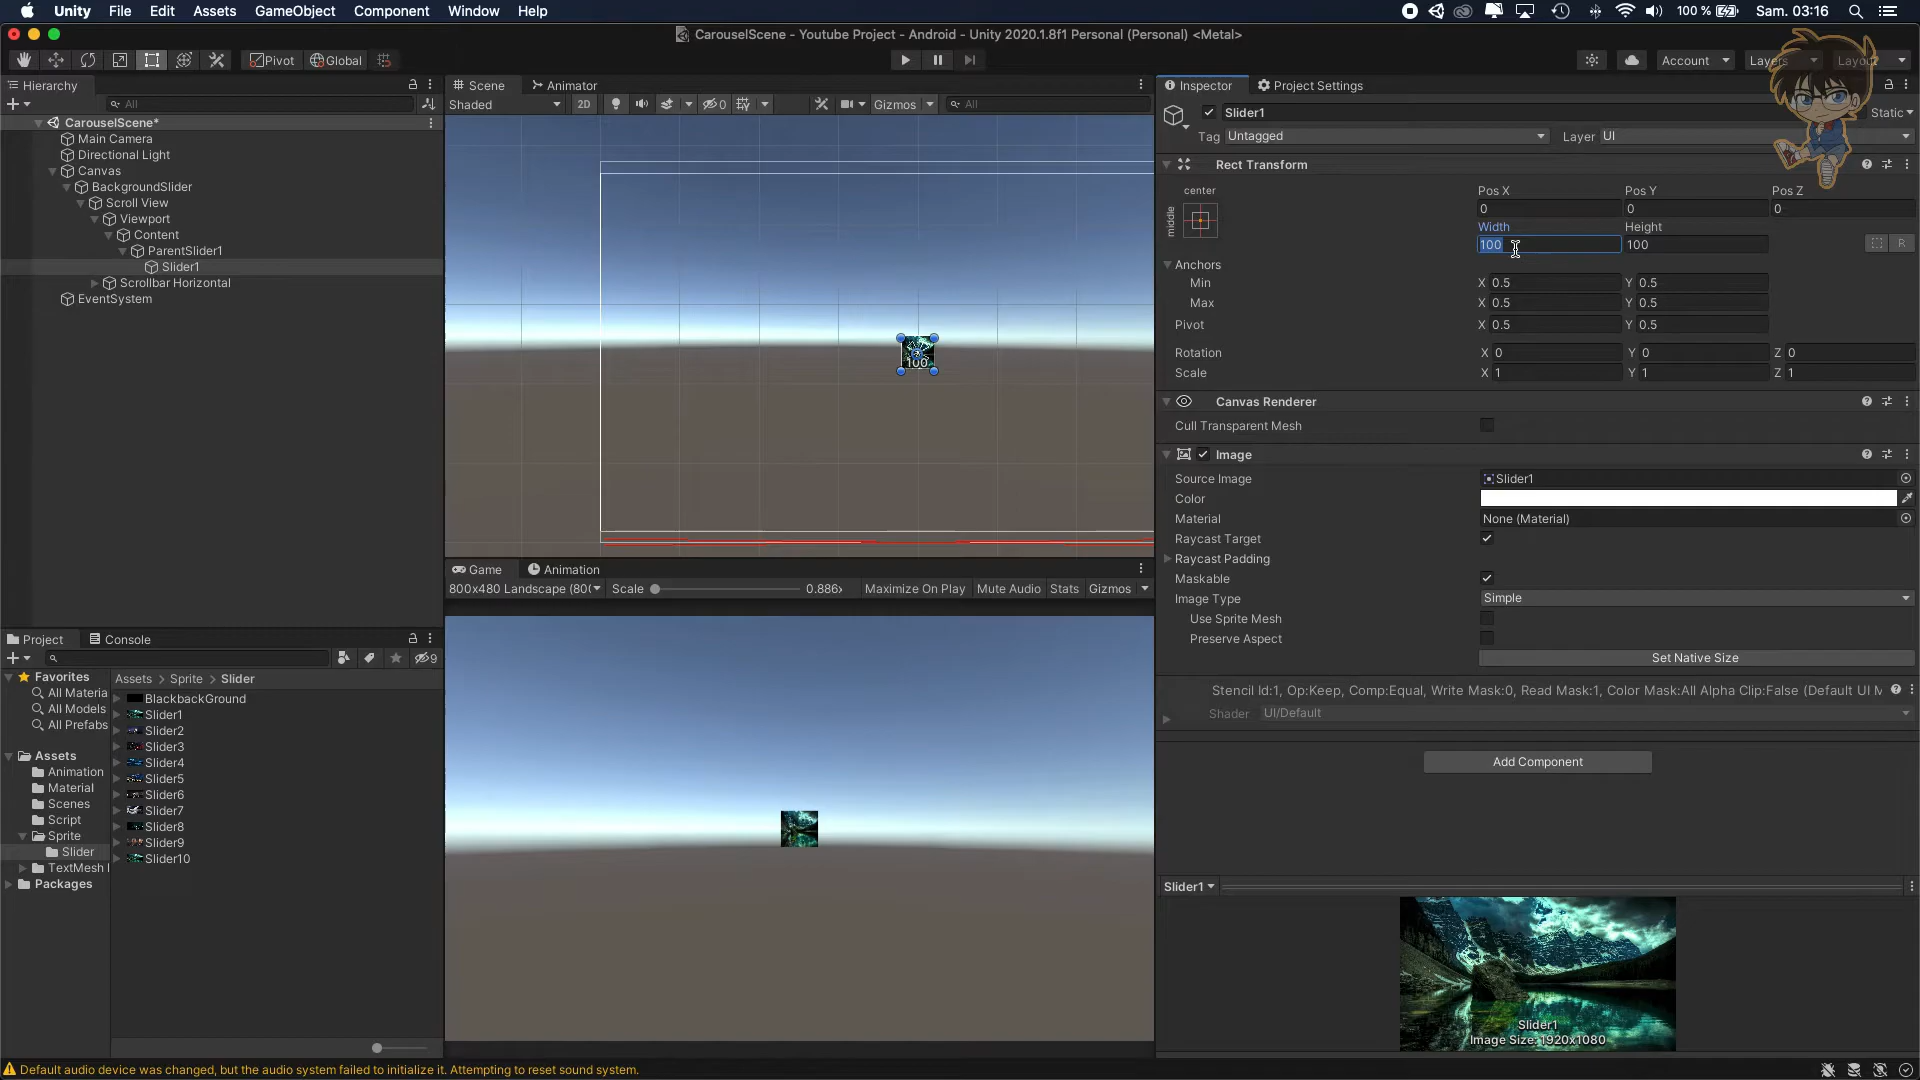 Unity File Edit Assets GameObject Component Window Help 100 % Sam. 03:16
CarouselScene - Youtube Project - Android - Unity 2020.1.8f1 Personal (Personal) <Metal>
Pivot Global Account Layers
Hierarchy
All
CarouselScene*
Main Camera
Directional Light
Canvas
BackgroundSlider
Scroll View
Viewport
Content
ParentSlider1
Slider1
Scrollbar Horizontal
EventSystem
Scene Animator
Shaded 2D 0 Gizmos All
100
Game Animation
800x480 Landscape (80( Scale 0.886x Maximize On Play Mute Audio Stats Gizmos
Inspector Project Settings
Slider1 Static
Tag Untagged Layer UI
Rect Transform
center
middle
Pos X Pos Y Pos Z
0 0 0
Width Height
100 100 R
Anchors
Min X 0.5 Y 0.5
Max X 0.5 Y 0.5
Pivot X 0.5 Y 0.5
Rotation X 0 Y 0 Z 0
Scale X 1 Y 1 Z 1
Canvas Renderer
Cull Transparent Mesh
Image
Source Image Slider1
Color
Material None (Material)
Raycast Target
Raycast Padding
Maskable
Image Type Simple
Use Sprite Mesh
Preserve Aspect
Set Native Size
Stencil Id:1, Op:Keep, Comp:Equal, Write Mask:0, Read Mask:1, Color Mask:All Alpha Clip:False (Default UI M
Shader UI/Default
Add Component
Slider1
Slider1
Image Size: 1920x1080
Project Console
9
Favorites
All Materia
All Models
All Prefabs
Assets
Animation
Material
Scenes
Script
Sprite
Slider
TextMesh
Packages
Assets > Sprite > Slider
BlackbackGround
Slider1
Slider2
Slider3
Slider4
Slider5
Slider6
Slider7
Slider8
Slider9
Slider10
Default audio device was changed, but the audio system failed to initialize it. Attempting to reset sound system.